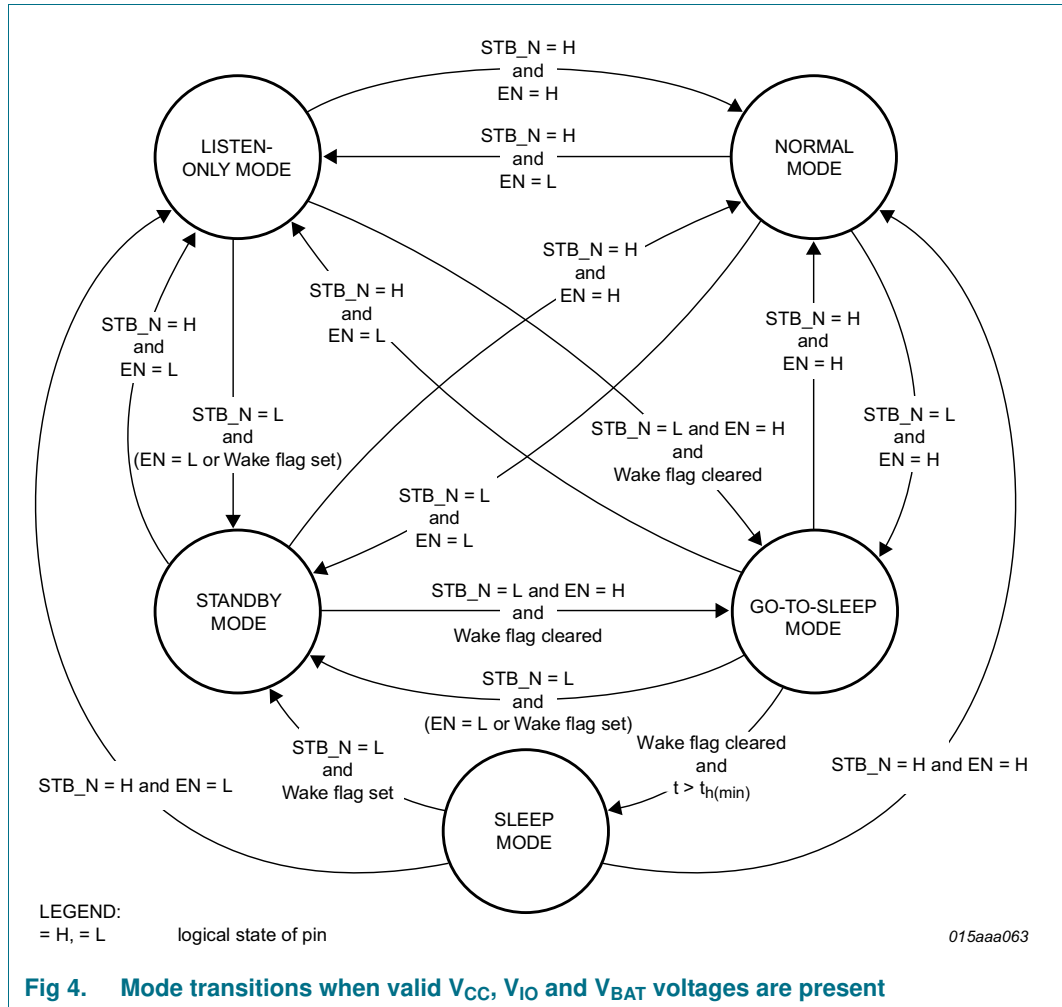 STB_N = H
and
EN = H
LISTEN-
ONLY MODE
STB_N = H
and
EN = L
NORMAL
MODE
STB_N = H
and
EN = L
STB_N = H
and
EN = H
STB_N = H
and
EN = L
STB_N = H
and
EN = H
STB_N = L
and
(EN = L or Wake flag set)
STB_N = L and EN = H
and
Wake flag cleared
STB_N = L
and
EN = H
STB_N = L
and
EN = L
STANDBY
MODE
STB_N = L and EN = H
and
Wake flag cleared
GO-TO-SLEEP
MODE
STB_N = L
and
(EN = L or Wake flag set)
STB_N = L
and
Wake flag set
Wake flag cleared
and
t > th(min)
STB_N = H and EN = L
STB_N = H and EN = H
SLEEP
MODE
LEGEND:
= H, = L logical state of pin
015aaa063
Fig 4. Mode transitions when valid VCC, VIO and VBAT voltages are present